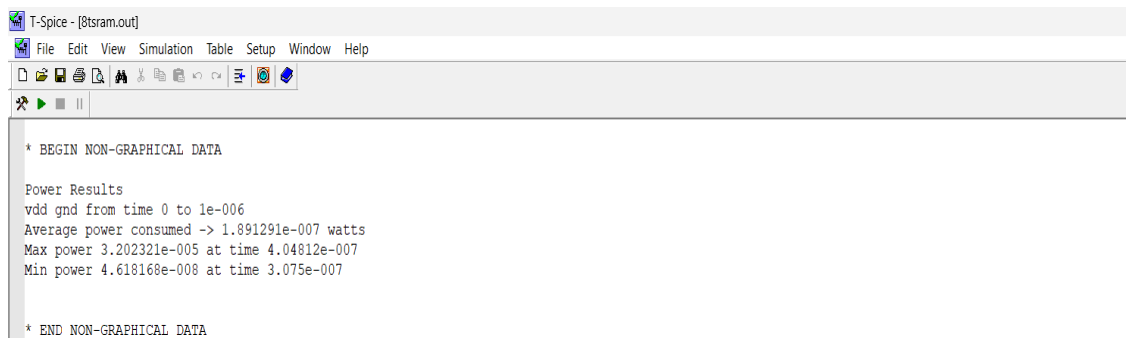 T-Spice - [8tsram.out]
File Edit View Simulation Table Setup Window Help
* BEGIN NON-GRAPHICAL DATA
Power Results
vdd gnd from time 0 to 1e-006
Average power consumed -> 1.891291e-007 watts
Max power 3.202321e-005 at time 4.04812e-007
Min power 4.618168e-008 at time 3.075e-007
* END NON-GRAPHICAL DATA